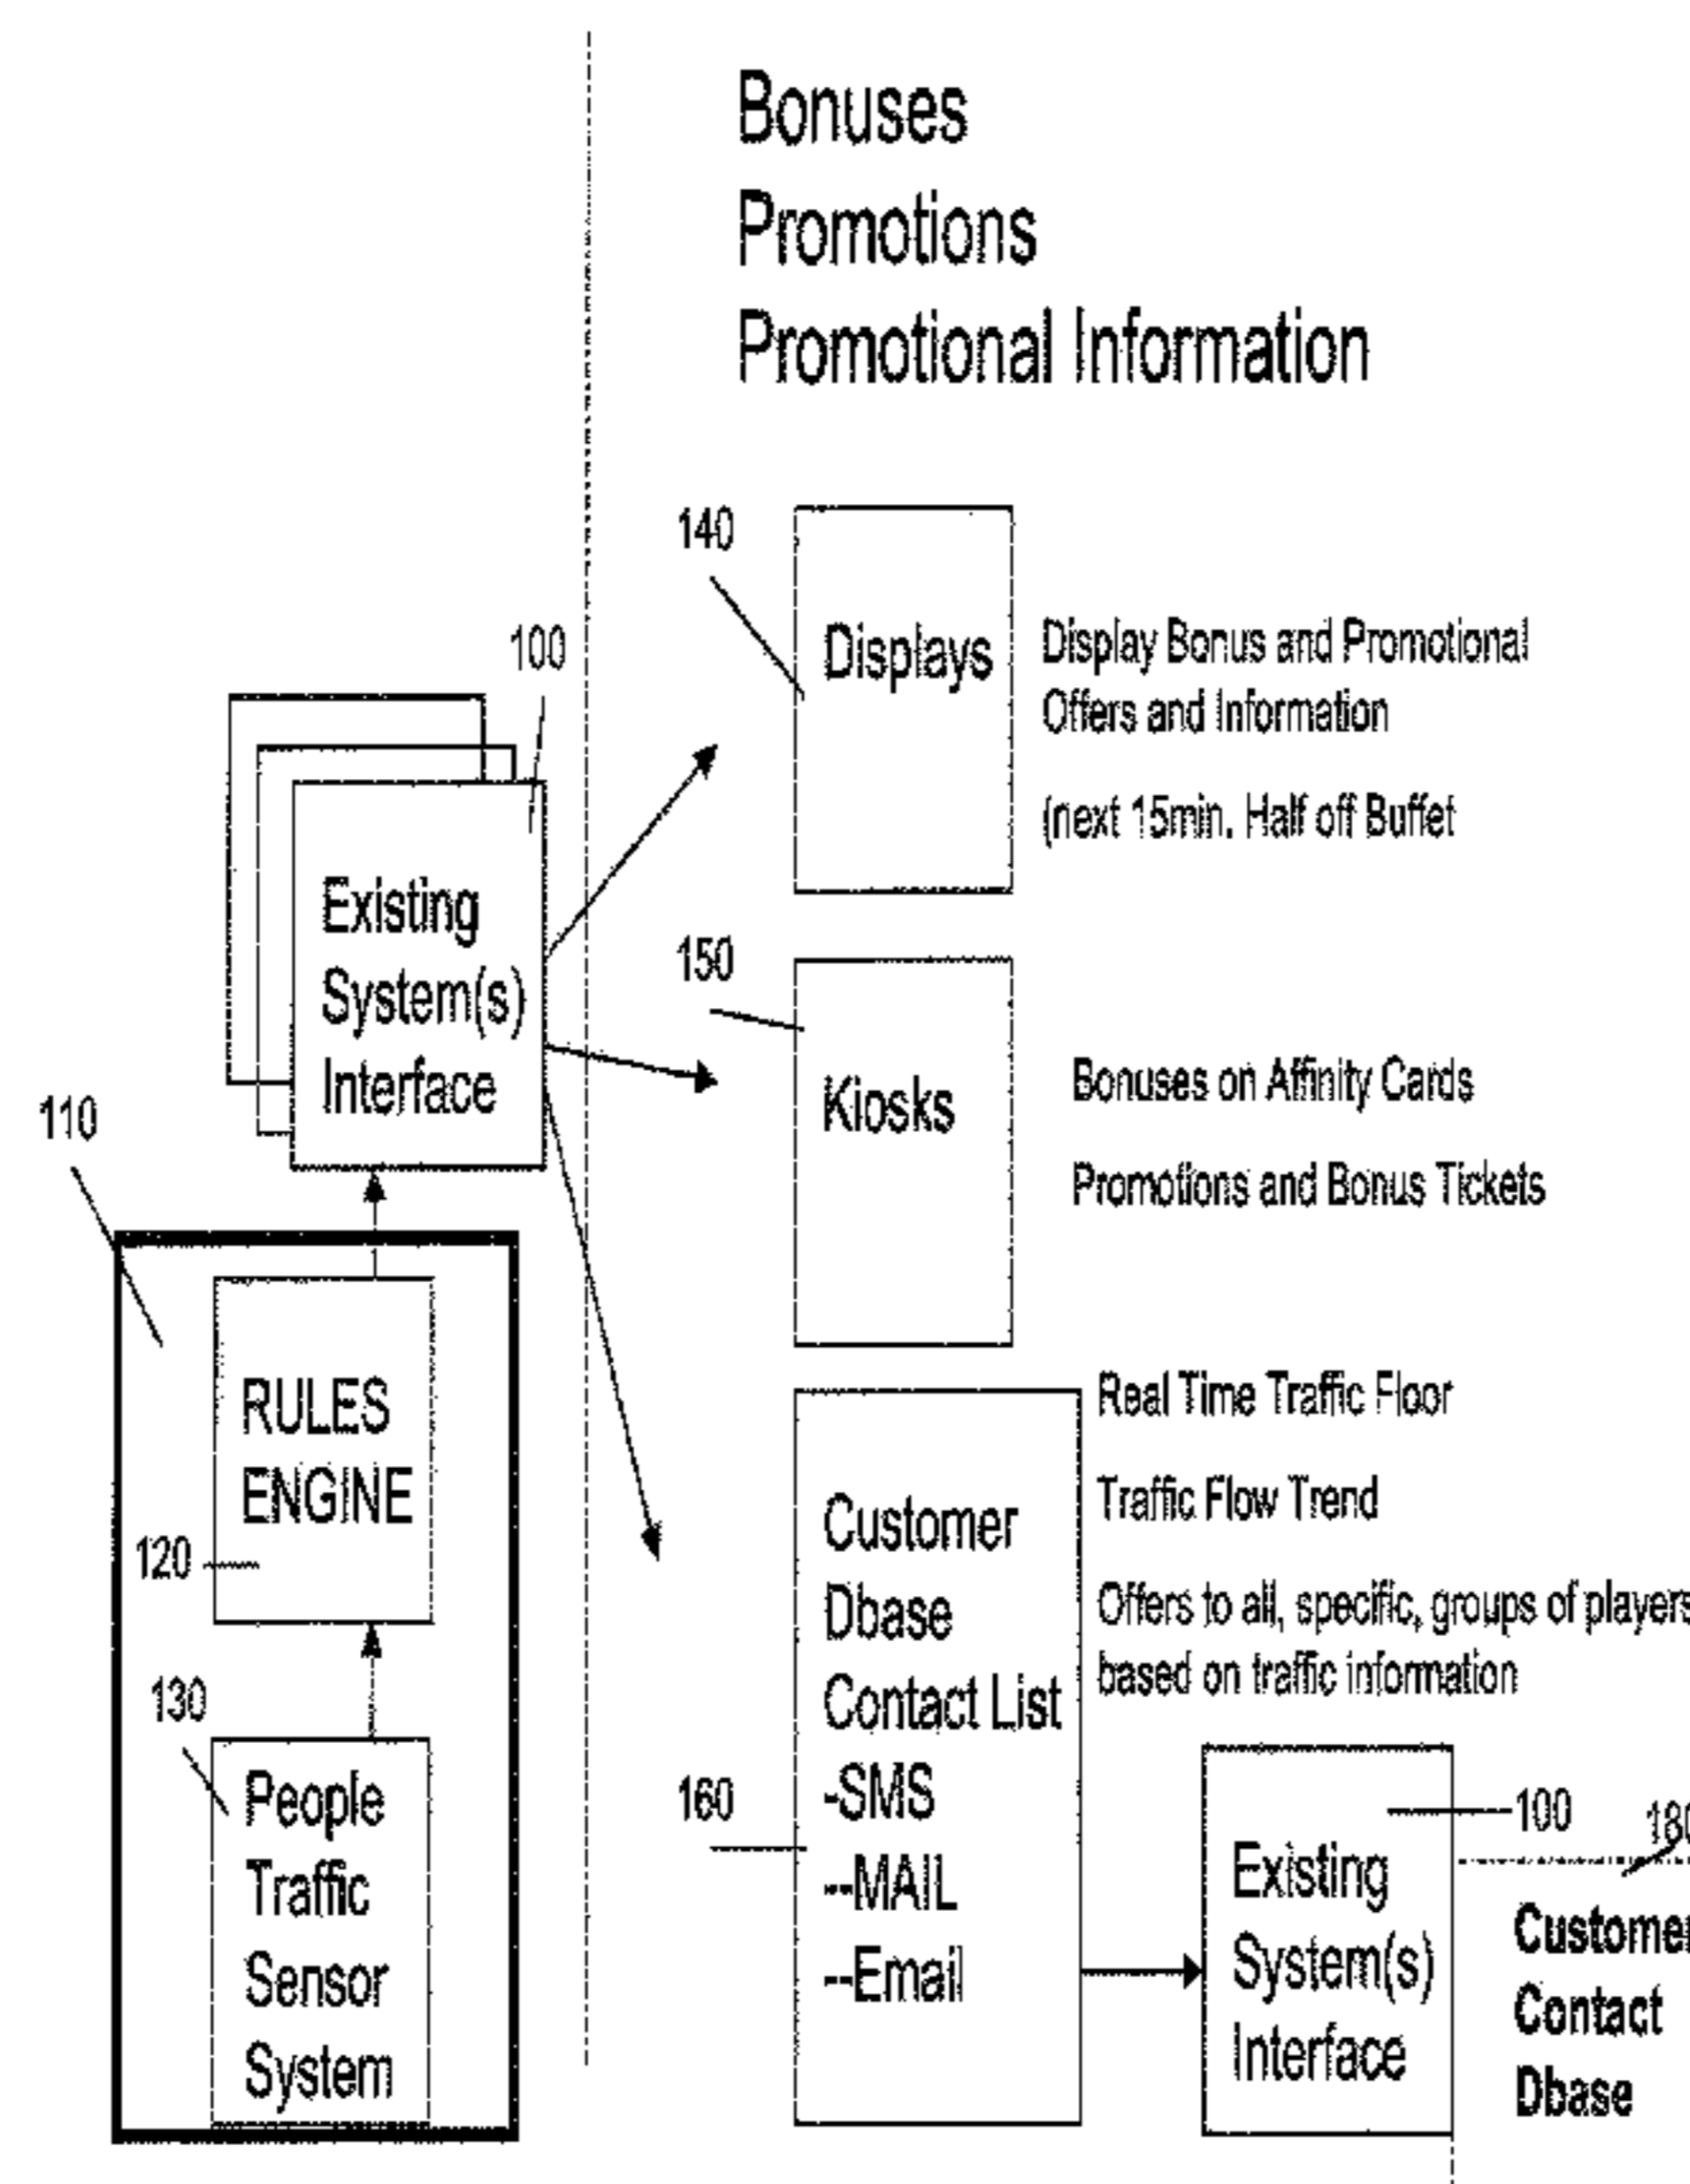 Bonuses
Promotions
Promotional Information
140
Displays
Display Bonus and Promotional
Offers and Information
(next 15min. Half off Buffet
100
Existing
System(s)
Interface
150
Kiosks
Bonuses on Affinity Cards
Promotions and Bonus Tickets
110
RULES
ENGINE
120
130
People
Traffic
Sensor
System
Real Time Traffic Floor
Traffic Flow Trend
Offers to all, specific, groups of players
based on traffic information
Customer
Dbase
Contact List
-SMS
--MAIL
--Email
160
100
180
Existing
System(s)
Interface
Customer
Contact
Dbase